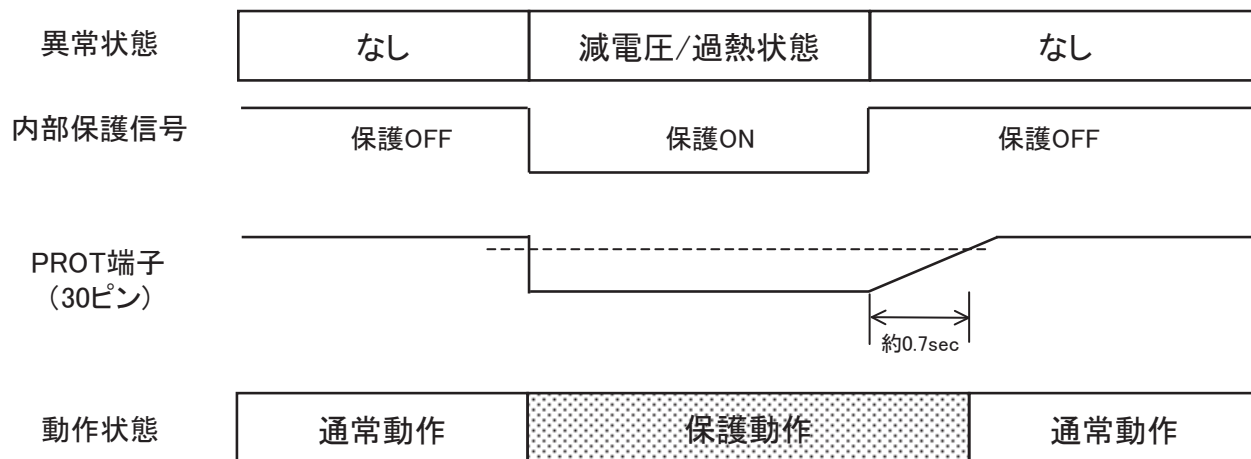 異常状態 なし 減電圧/過熱状態 なし
内部保護信号 保護OFF 保護ON 保護OFF
PROT端子
(30ピン)
約0.7sec
動作状態 通常動作 保護動作 通常動作